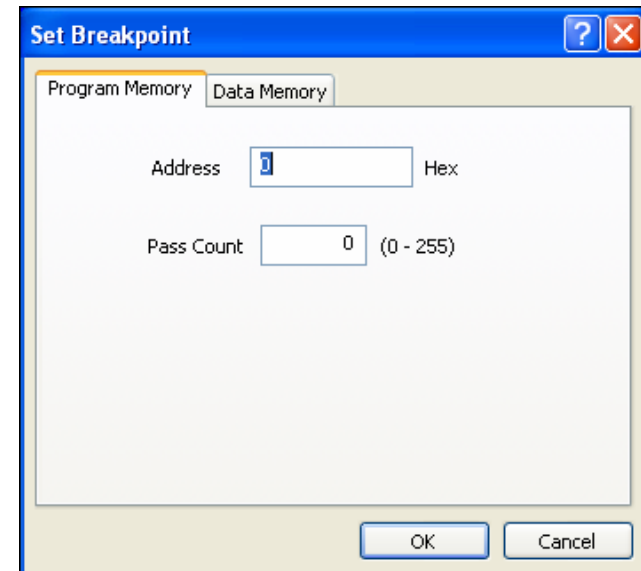 Set Breakpoint
Program Memory Data Memory
Address 0 Hex
Pass Count 0 (0 - 255)
OK Cancel